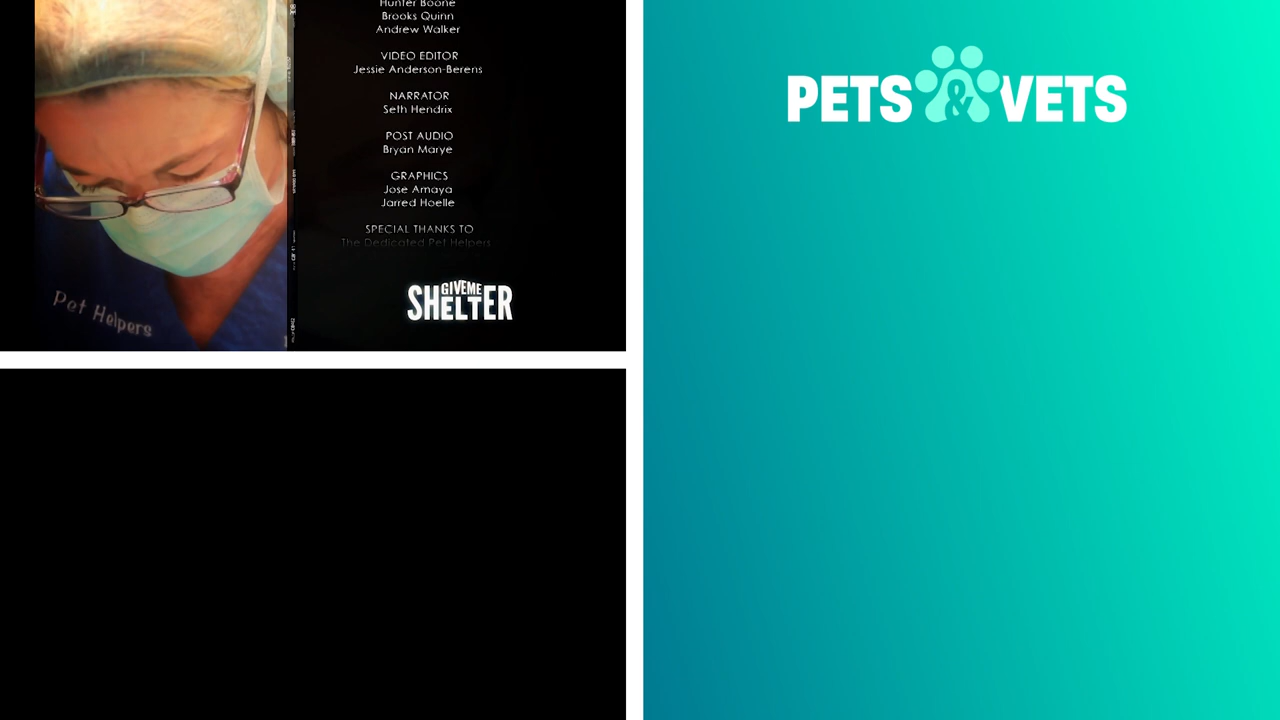 Hunter Boone
Brooks Quinn
Andrew Walker
VIDEO EDITOR
Jessie Anderson-Berens
NARRATOR
Seth Hendrix
POST AUDIO
Bryan Marye
GRAPHICS
Jose Amaya
Jarred Hoelle
SPECIAL THANKS TO
The Dedicated Pet Helpers
GIVE ME
SHELTER
Pet Helpers
PETS & VETS